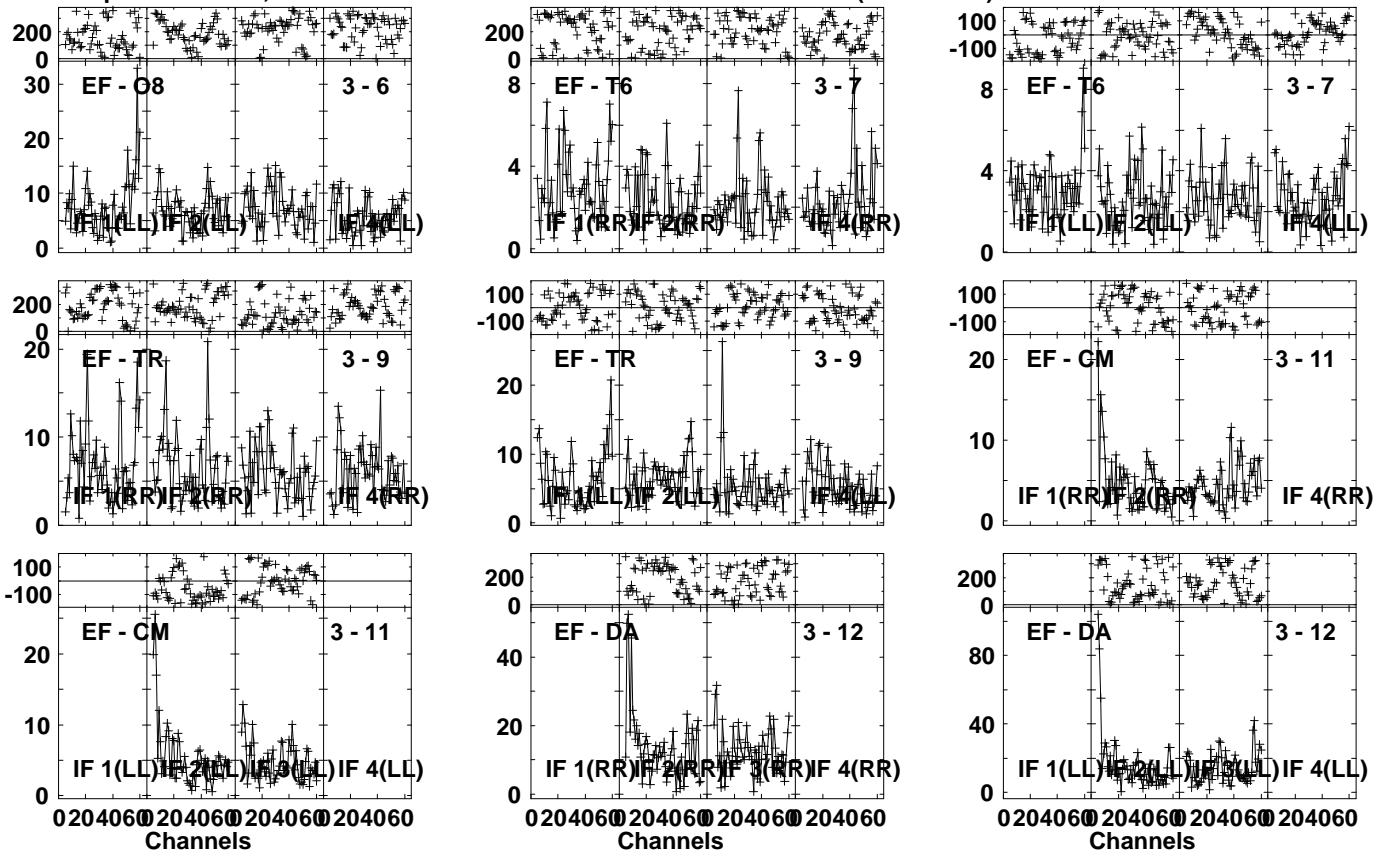 200
0
30
20
10
0
EF - O8 3 - 6
IF 1(LL) IF 2(LL) IF 4(LL)
200
0
8
4
0
EF - T6 3 - 7
IF 1(RR) IF 2(RR) IF 4(RR)
100
-100
8
4
0
EF - T6 3 - 7
IF 1(LL) IF 2(LL) IF 4(LL)
200
0
20
10
0
EF - TR 3 - 9
IF 1(RR) IF 2(RR) IF 4(RR)
100
-100
20
10
0
EF - TR 3 - 9
IF 1(LL) IF 2(LL) IF 4(LL)
100
-100
20
10
0
EF - CM 3 - 11
IF 1(RR) IF 2(RR) IF 4(RR)
100
-100
20
10
0
EF - CM 3 - 11
IF 1(LL) IF 2(LL) IF 3(LL) IF 4(LL)
0 20 40 60 0 20 40 60 0 20 40 60 0 20 40 60
Channels
200
0
40
20
0
EF - DA 3 - 12
IF 1(RR) IF 2(RR) IF 3(RR) IF 4(RR)
0 20 40 60 0 20 40 60 0 20 40 60 0 20 40 60
Channels
200
0
80
40
0
EF - DA 3 - 12
IF 1(LL) IF 2(LL) IF 3(LL) IF 4(LL)
0 20 40 60 0 20 40 60 0 20 40 60 0 20 40 60
Channels